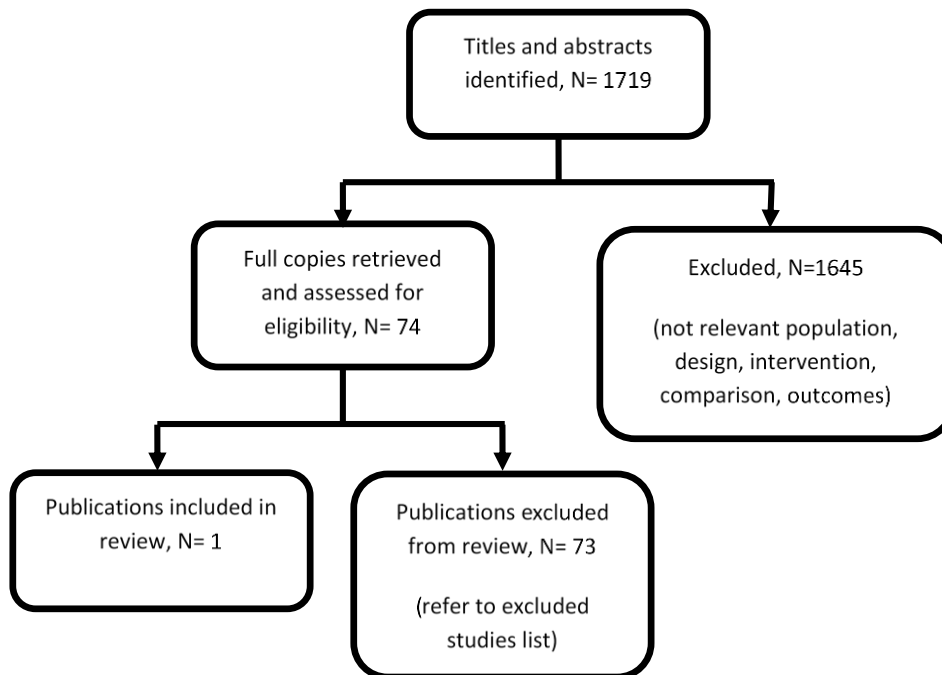 Titles and abstracts
identified, N= 1719
Full copies retrieved
and assessed for
eligibility, N= 74
Excluded, N=1645
(not relevant population,
design, intervention,
comparison, outcomes)
Publications included in
review, N= 1
Publications excluded
from review, N= 73
(refer to excluded
studies list)